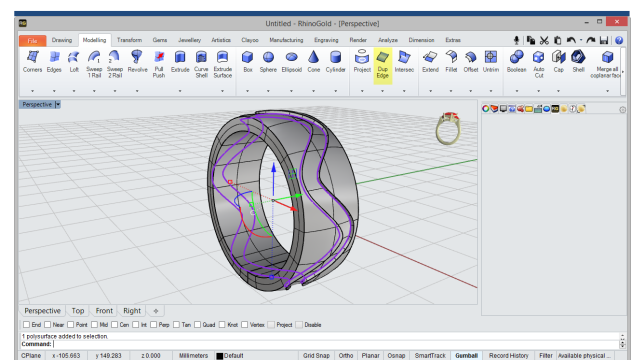 RG
Untitled - RhinoGold - [Perspective]
File Drawing Modelling Transform Gems Jewellery Artistics Clayoo Manufacturing Engraving Render Analyze Dimension Extras
Corners Edges Loft Sweep 1 Rail Sweep 2 Rail Revolve Pull Push Extrude Curve Shell Extrude Surface Box Sphere Ellipsoid Cone Cylinder Project Dup Edge Intersec Extend Fillet Offset Untrim Boolean Auto Cut Cap Shell Merge all coplanar face
Perspective
Perspective Top Front Right
End Near Point Mid Cen Int Perp Tan Quad Knot Vertex Project Disable
1 polysurface added to selection.
Command:
CPlane x -105.683 y 149.283 z 0.000 Millimeters Default Grid Snap Ortho Planar Osnap SmartTrack Gumball Record History Filter Available physical ...